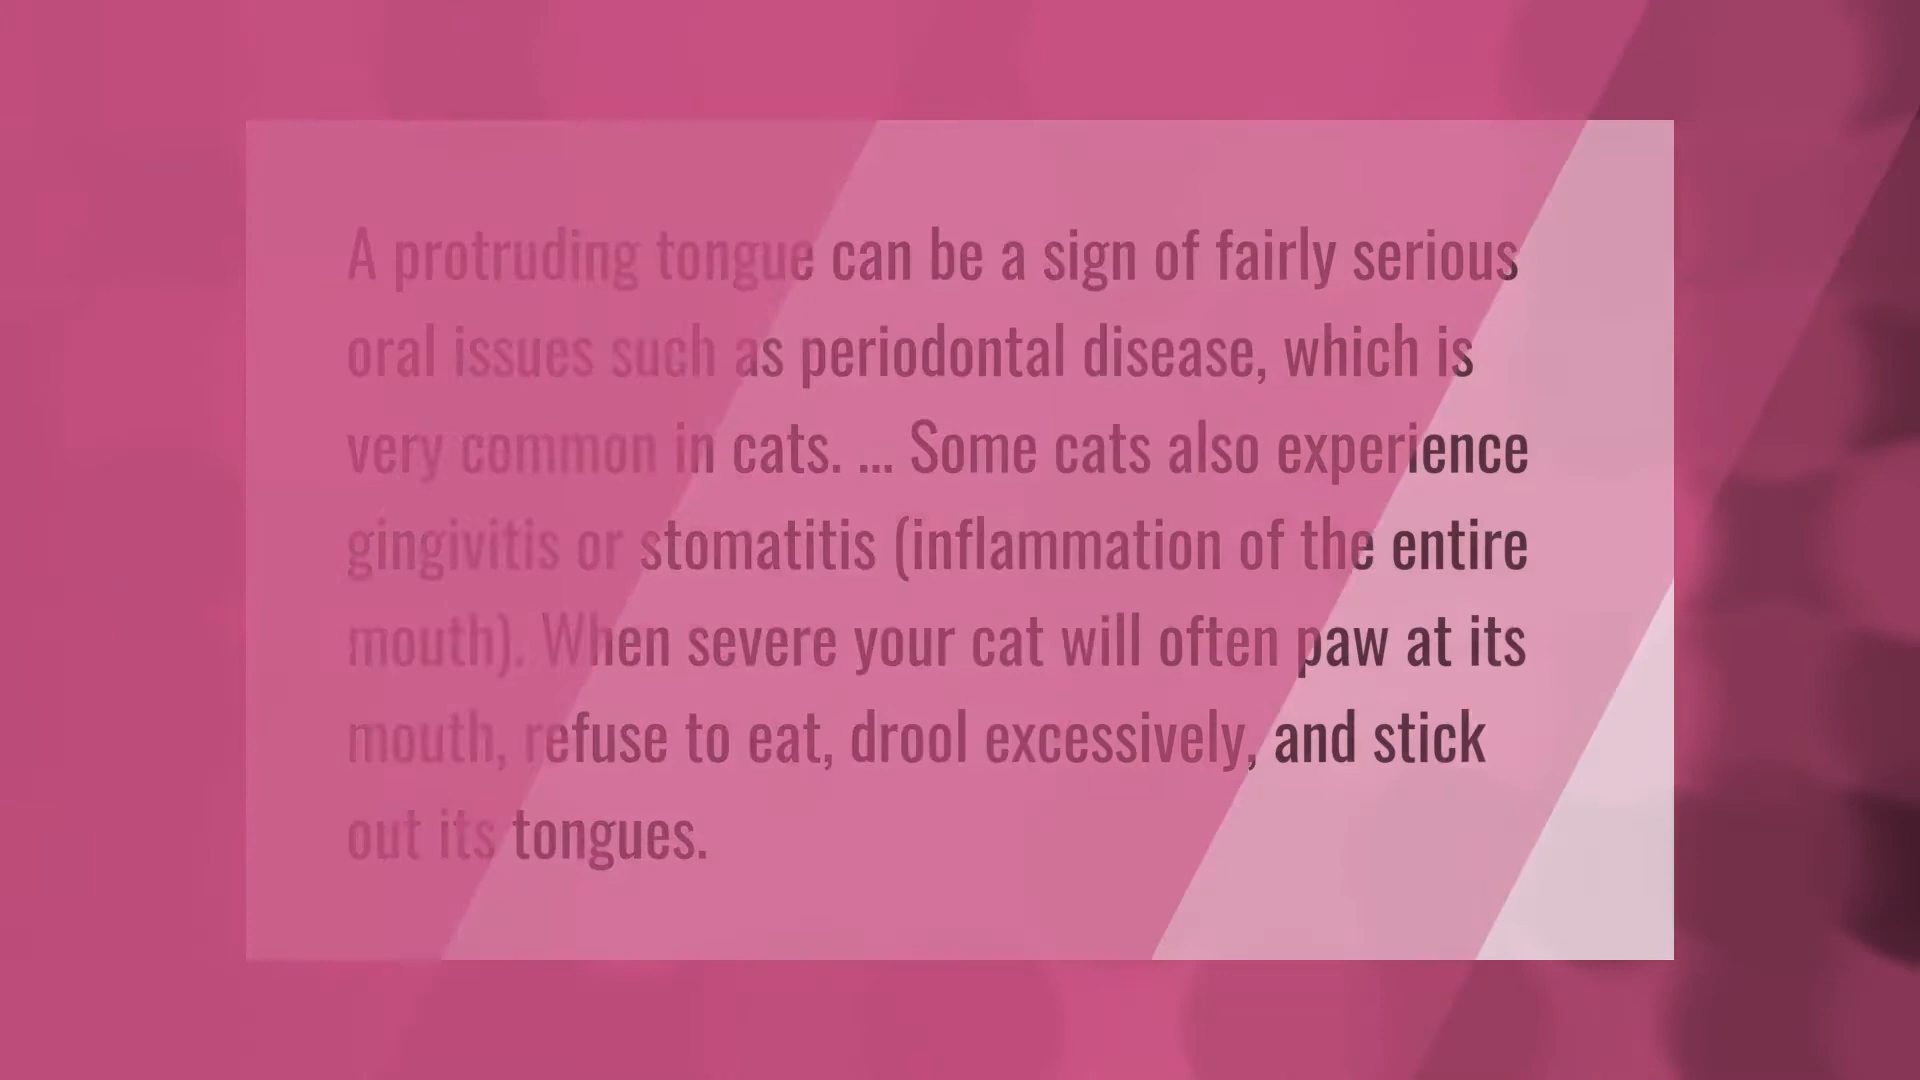 A protruding tongue can be a sign of fairly serious
oral issues such as periodontal disease, which is
very common in cats. ... Some cats also experience
gingivitis or stomatitis (inflammation of the entire
mouth). When severe your cat will often paw at its
mouth, refuse to eat, drool excessively, and stick
out its tongues.